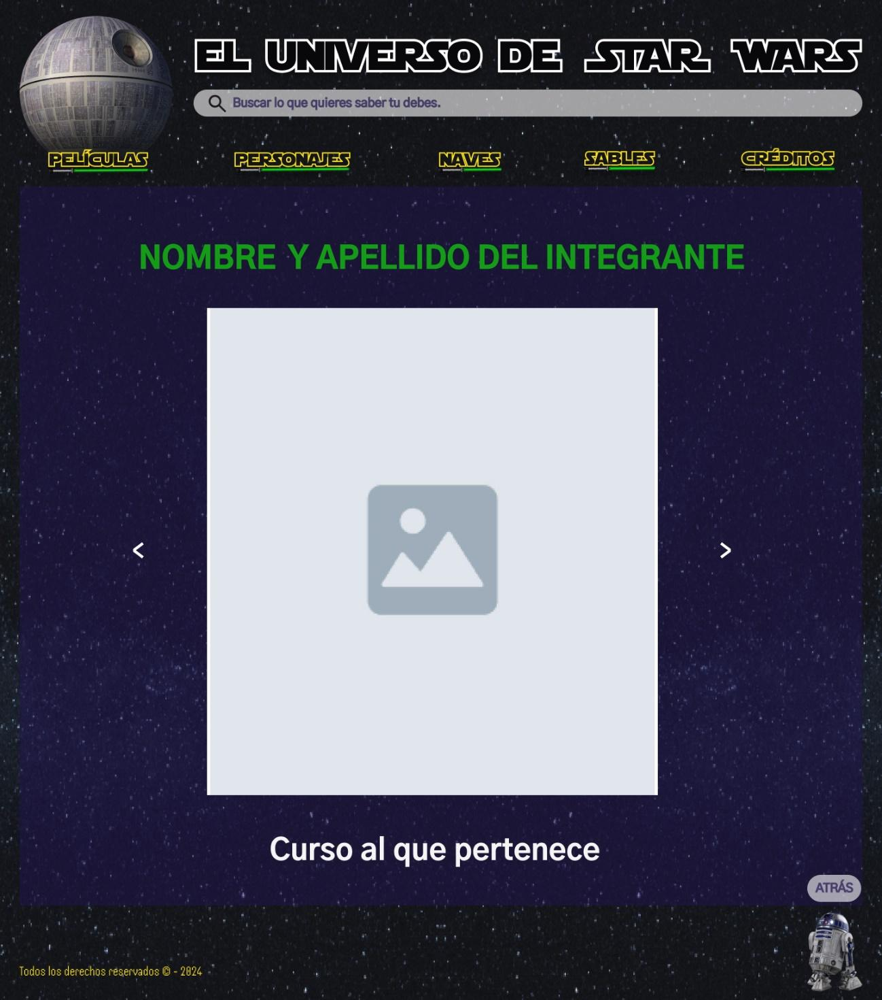 EL UNIVERSO DE STAR WARS
Buscar lo que quieres saber tu debes.
PELÍCULAS PERSONAJES NAVES SABLES CRÉDITOS
NOMBRE Y APELLIDO DEL INTEGRANTE
< >
Curso al que pertenece
ATRÁS
Todos los derechos reservados © - 2024